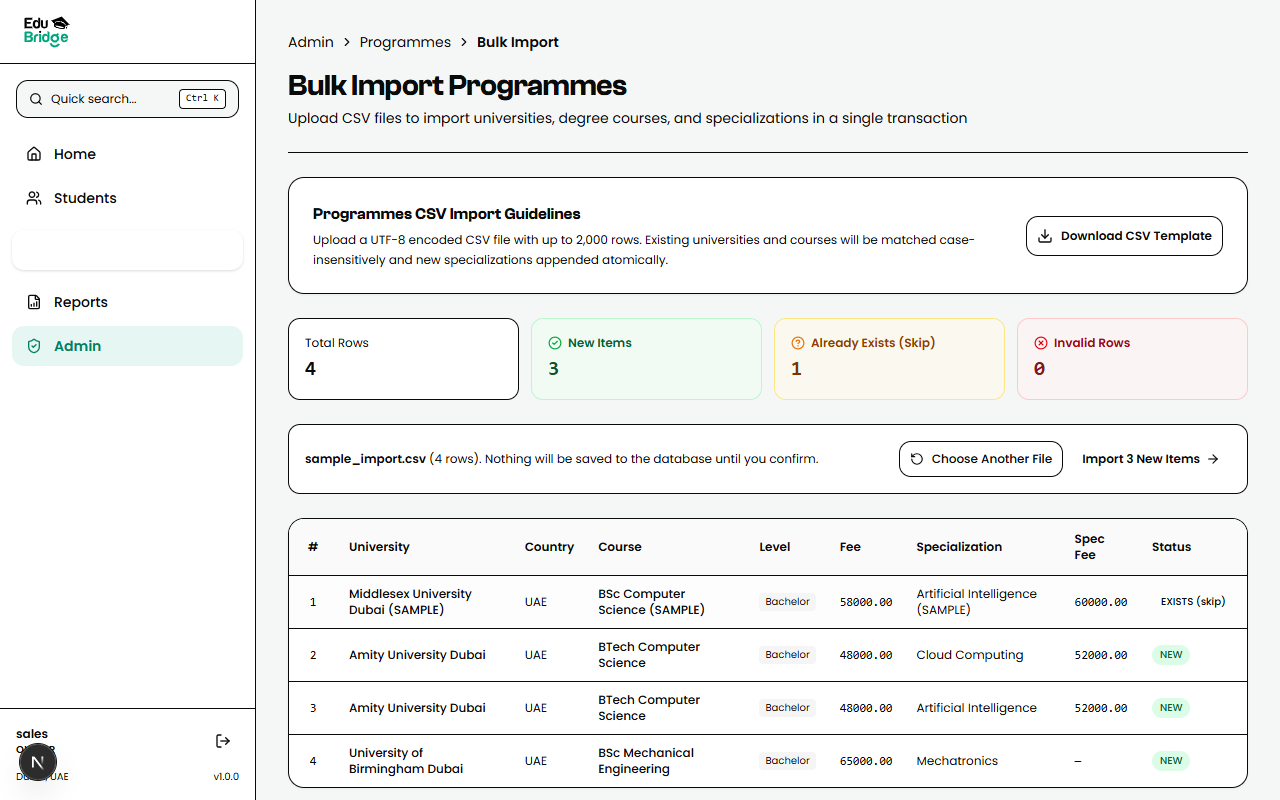 Edu
Bridge
Quick search...
Ctrl K
Home
Students
Reports
Admin
sales
v1.0.0
Admin > Programmes > Bulk Import
Bulk Import Programmes
Upload CSV files to import universities, degree courses, and specializations in a single transaction
Programmes CSV Import Guidelines
Upload a UTF-8 encoded CSV file with up to 2,000 rows. Existing universities and courses will be matched case-
insensitively and new specializations appended atomically.
Download CSV Template
Total Rows
4
New Items
3
Already Exists (Skip)
1
Invalid Rows
0
sample_import.csv (4 rows). Nothing will be saved to the database until you confirm.
Choose Another File
Import 3 New Items →
# University Country Course Level Fee Specialization Spec Fee Status
1 Middlesex University Dubai (SAMPLE) UAE BSc Computer Science (SAMPLE) Bachelor 58000.00 Artificial Intelligence (SAMPLE) 60000.00 EXISTS (skip)
2 Amity University Dubai UAE BTech Computer Science Bachelor 48000.00 Cloud Computing 52000.00 NEW
3 Amity University Dubai UAE BTech Computer Science Bachelor 48000.00 Artificial Intelligence 52000.00 NEW
4 University of Birmingham Dubai UAE BSc Mechanical Engineering Bachelor 65000.00 Mechatronics – NEW
N
UAE